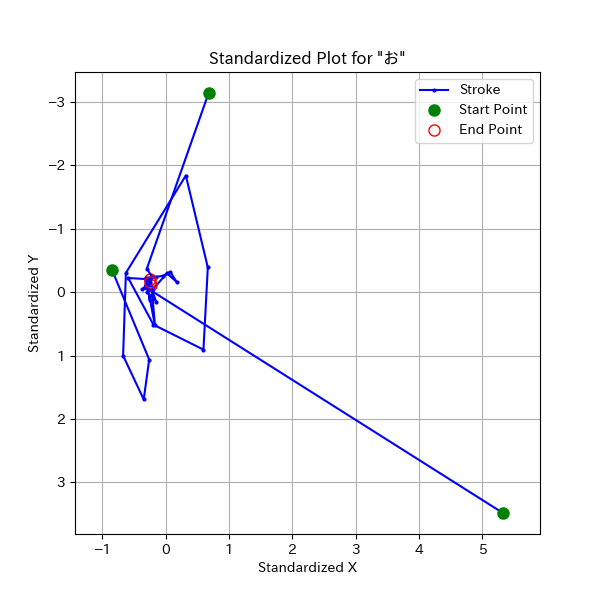 Standardized Plot for "お"
Stroke
Start Point
End Point
Standardized Y
−3
−2
−1
0
1
2
3
−1 0 1 2 3 4 5
Standardized X